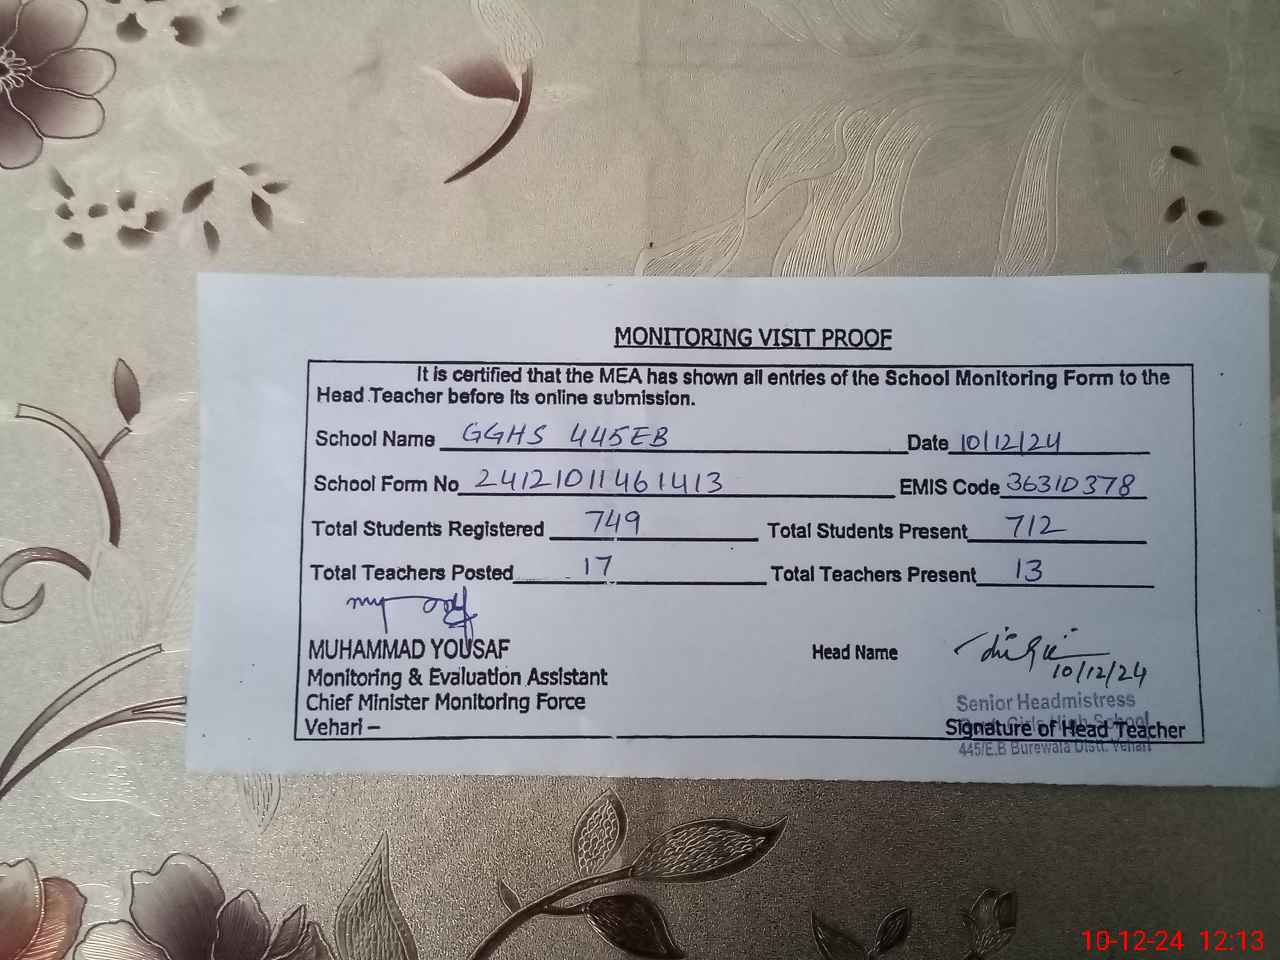 MONITORING VISIT PROOF
It is certified that the MEA has shown all entries of the School Monitoring Form to the
Head Teacher before its online submission.
School Name GGHS 445EB Date 10/12/24
School Form No 24121011461413 EMIS Code 36310378
Total Students Registered 749 Total Students Present 712
Total Teachers Posted 17 Total Teachers Present 13
MUHAMMAD YOUSAF Head Name
10/12/24
Monitoring & Evaluation Assistant
Chief Minister Monitoring Force Senior Headmistress
Vehari – Signature of Head Teacher
Girls High School
445/E.B Burewala Distt. Vehari
10-12-24 12:13